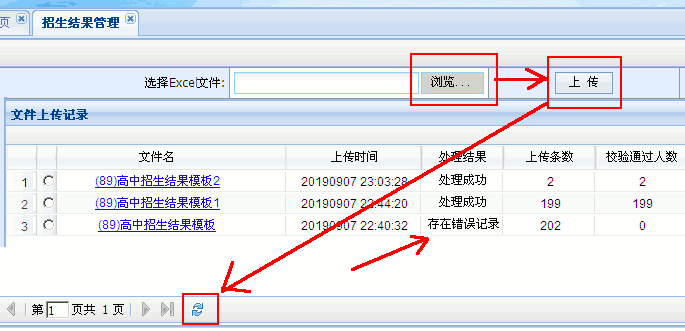 页 招生结果管理
选择Excel文件: 浏览... 上 传
文件上传记录
文件名 上传时间 处理结果 上传条数 校验通过人数
1 (89)高中招生结果模板2 20190907 23:03:28 处理成功 2 2
2 (89)高中招生结果模板1 20190907 22:44:20 处理成功 199 199
3 (89)高中招生结果模板 20190907 22:40:32 存在错误记录 202 0
第 1 页共 1 页